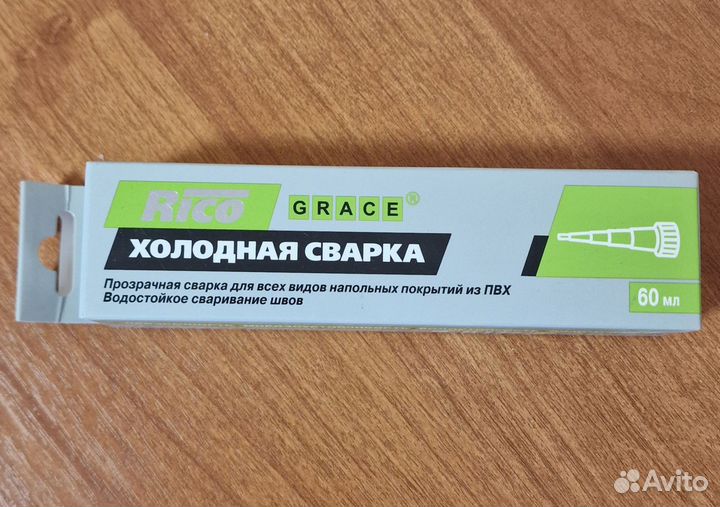 Rico
GRACE®
ХОЛОДНАЯ СВАРКА
Прозрачная сварка для всех видов напольных покрытий из ПВХ
Водостойкое сваривание швов
60 мл
Avito